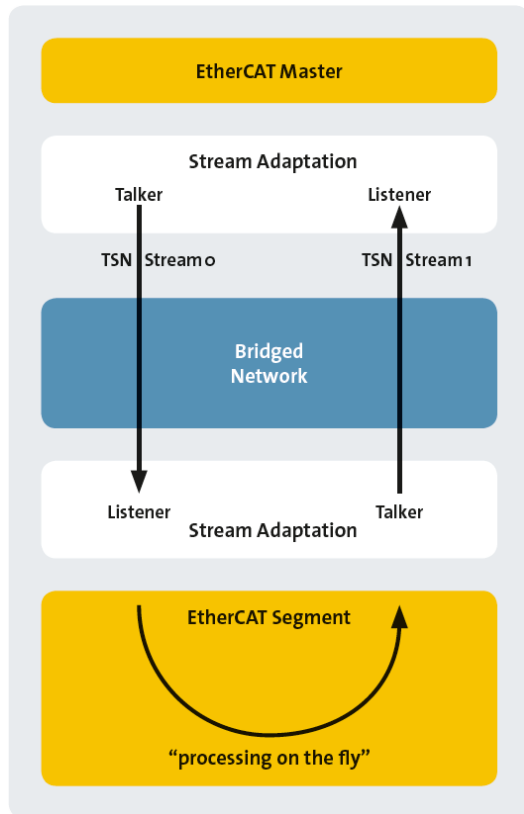 EtherCAT Master
Stream Adaptation
Talker
Listener
TSN Stream 0
TSN Stream 1
Bridged
Network
Listener
Talker
Stream Adaptation
EtherCAT Segment
“processing on the fly”